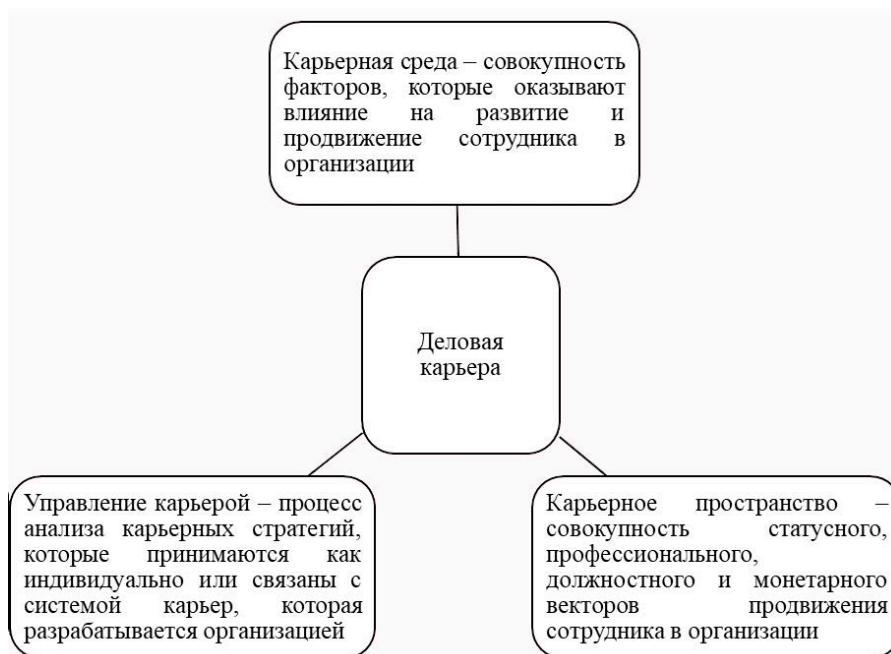 Карьерная среда – совокупность
факторов, которые оказывают
влияние на развитие и
продвижение сотрудника в
организации
Деловая
карьера
Управление карьерой – процесс
анализа карьерных стратегий,
которые принимаются как
индивидуально или связаны с
системой карьер, которая
разрабатывается организацией
Карьерное пространство –
совокупность статусного,
профессионального,
должностного и монетарного
векторов продвижения
сотрудника в организации